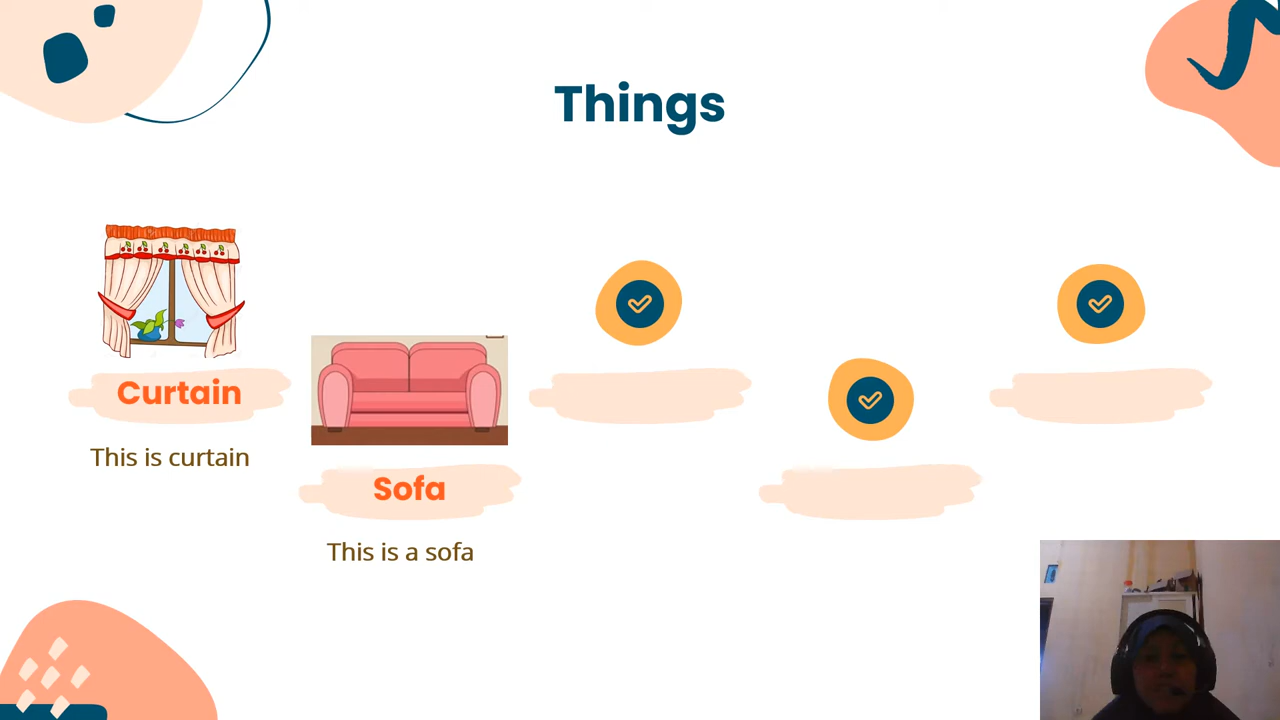 Things
Curtain
This is curtain
Sofa
This is a sofa